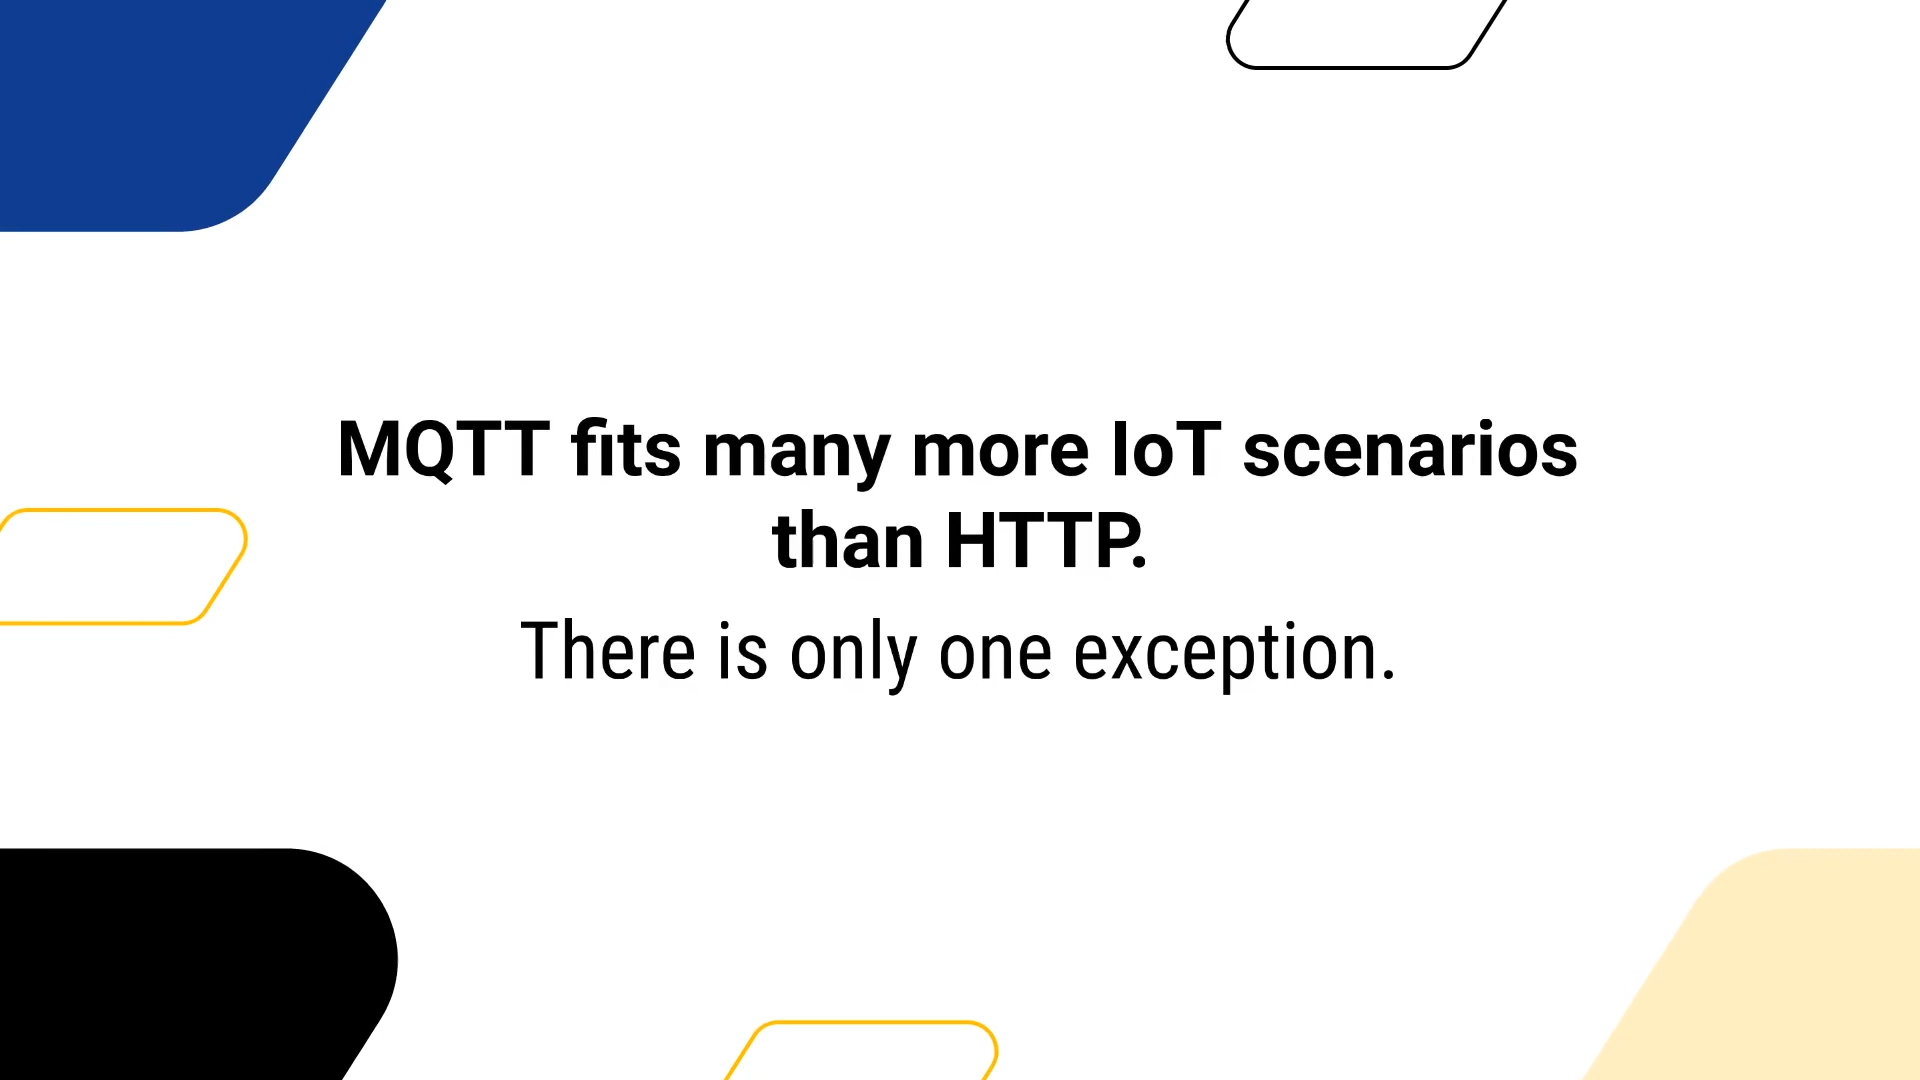 MQTT fits many more IoT scenarios
than HTTP.
There is only one exception.